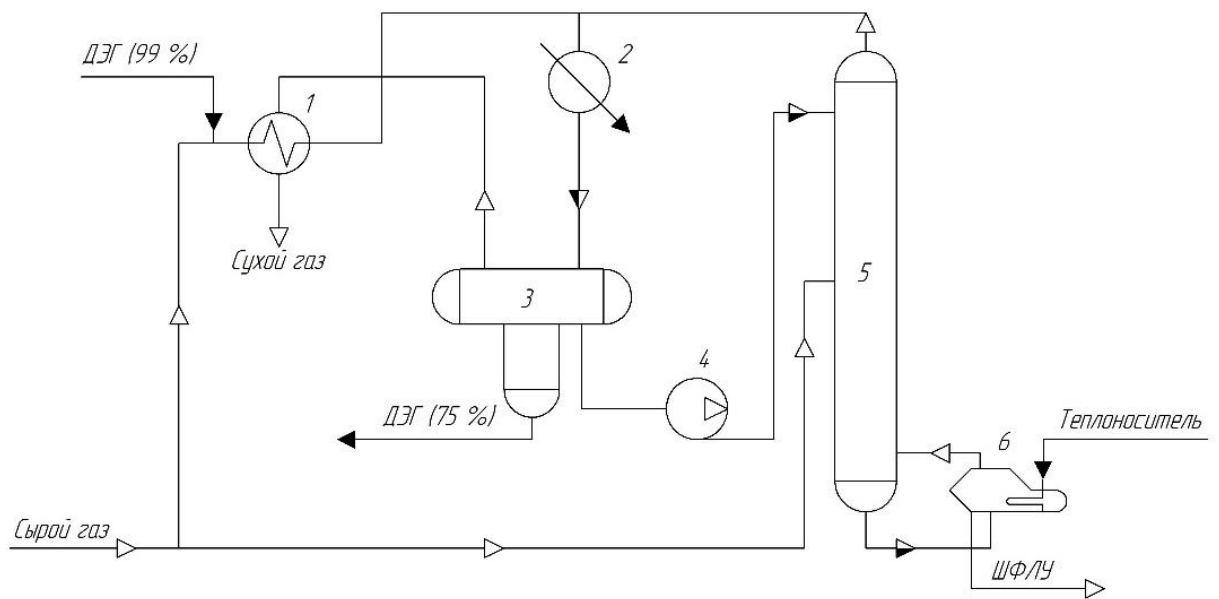 ДЭГ (99 %)
1
2
Сухой газ
3
5
4
ДЭГ (75 %)
6
Теплоноситель
Сырой газ
ШФЛУ